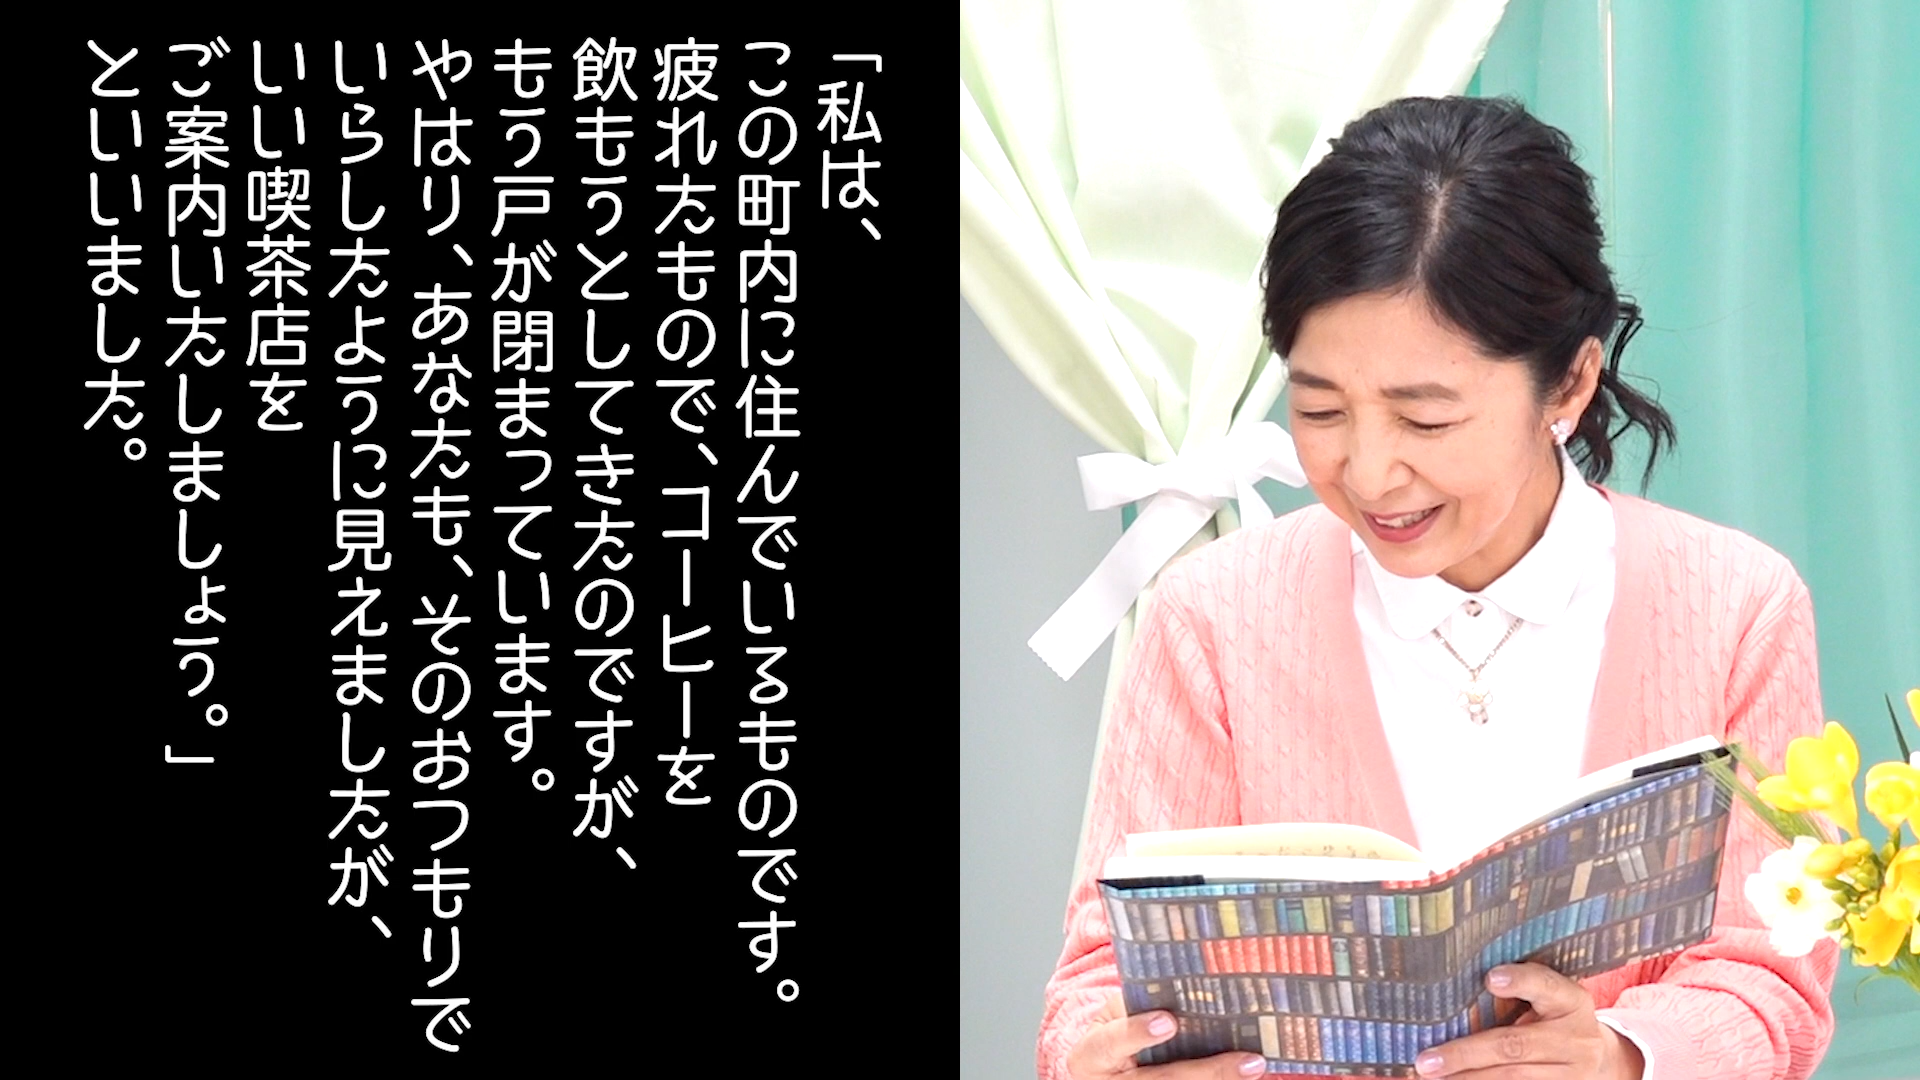 「私は、
この町内に住んでいるものです。
疲れたもので、コーヒーを
飲もうとしてきたのですが、
もう戸が閉まっています。
やはり、あなたも、そのおつもりで
いらしたように見えましたが、
いい喫茶店を
ご案内いたしましょう。」
といいました。